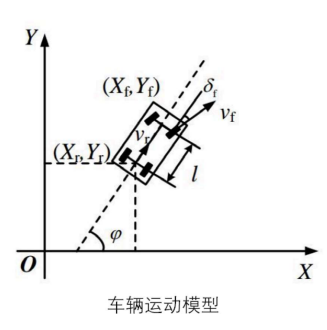 Y
(X_f, Y_f)
δ_f
v_f
(X_r, Y_r)
v_r
l
φ
O
X
车辆运动模型